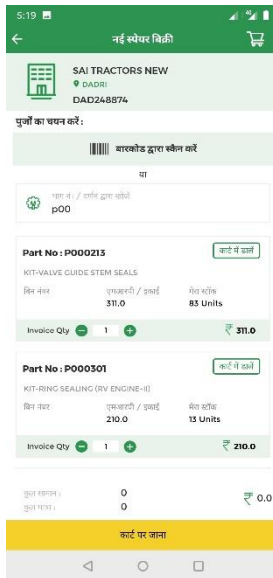 5:19
नई स्पेयर बिक्री
SAI TRACTORS NEW
DADRI
DAD248874
पुर्जों का चयन करें :
बारकोड द्वारा स्कैन करें
या
भाग नं. / वर्णन द्वारा खोजें
p00
Part No : P000213
कार्ट में डालें
KIT-VALVE GUIDE STEM SEALS
बिन नंबर एमआरपी / इकाई मेरा स्टॉक
311.0 83 Units
Invoice Qty 1 ₹ 311.0
Part No : P000301
कार्ट में डालें
KIT-RING SEALING (RV ENGINE-II)
बिन नंबर एमआरपी / इकाई मेरा स्टॉक
210.0 13 Units
Invoice Qty 1 ₹ 210.0
कुल सामान : 0 ₹ 0.0
कुल मात्रा : 0
कार्ट पर जाना